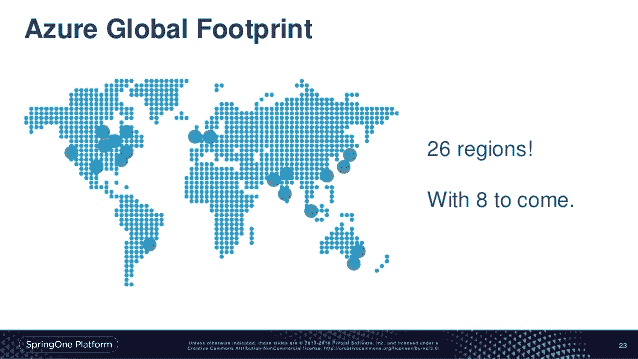 Azure Global Footprint
26 regions!
With 8 to come.
SpringOne Platform
Unless otherwise indicated, these slides are © 2013-2016 Pivotal Software, Inc. and licensed under a
Creative Commons Attribution-NonCommercial license: http://creativecommons.org/licenses/by-nc/3.0/
23